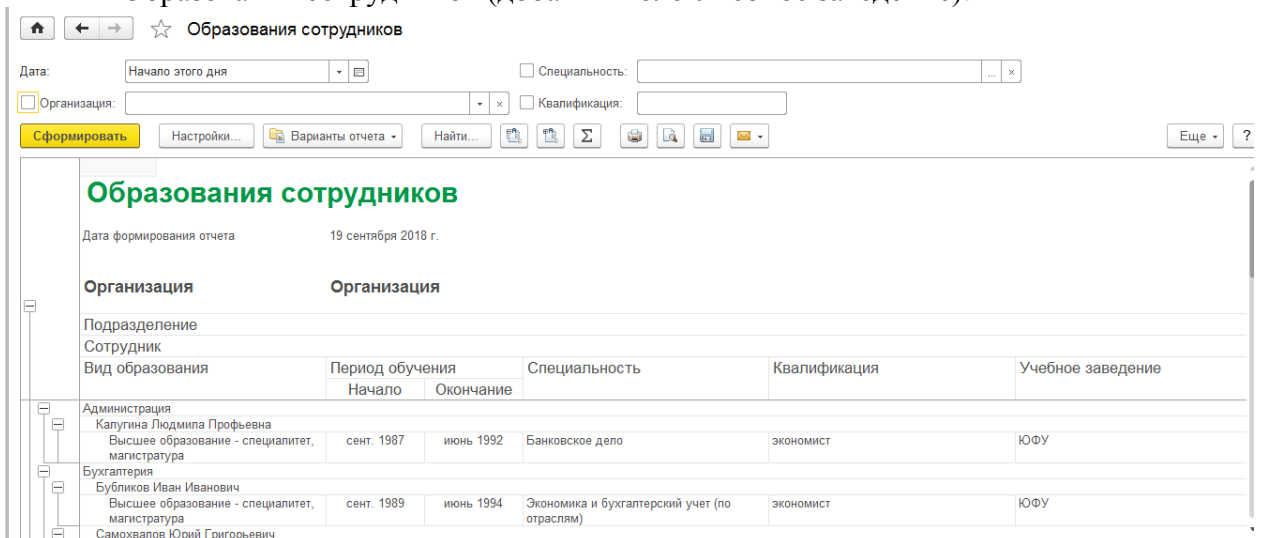 Образования сотрудников
Дата: Начало этого дня Специальность: ... ×
Организация: × Квалификация:
Сформировать Настройки... Варианты отчета Найти... Σ Еще ?
Образования сотрудников
Дата формирования отчета 19 сентября 2018 г.
Организация Организация
Подразделение
Сотрудник
Вид образования Период обучения Специальность Квалификация Учебное заведение
Начало Окончание
Администрация
Калугина Людмила Профьевна
Высшее образование - специалитет, сент. 1987 июнь 1992 Банковское дело экономист ЮФУ
магистратура
Бухгалтерия
Бубликов Иван Иванович
Высшее образование - специалитет, сент. 1989 июнь 1994 Экономика и бухгалтерский учет (по экономист ЮФУ
магистратура отраслям)
Самохвалов Юрий Григорьевич